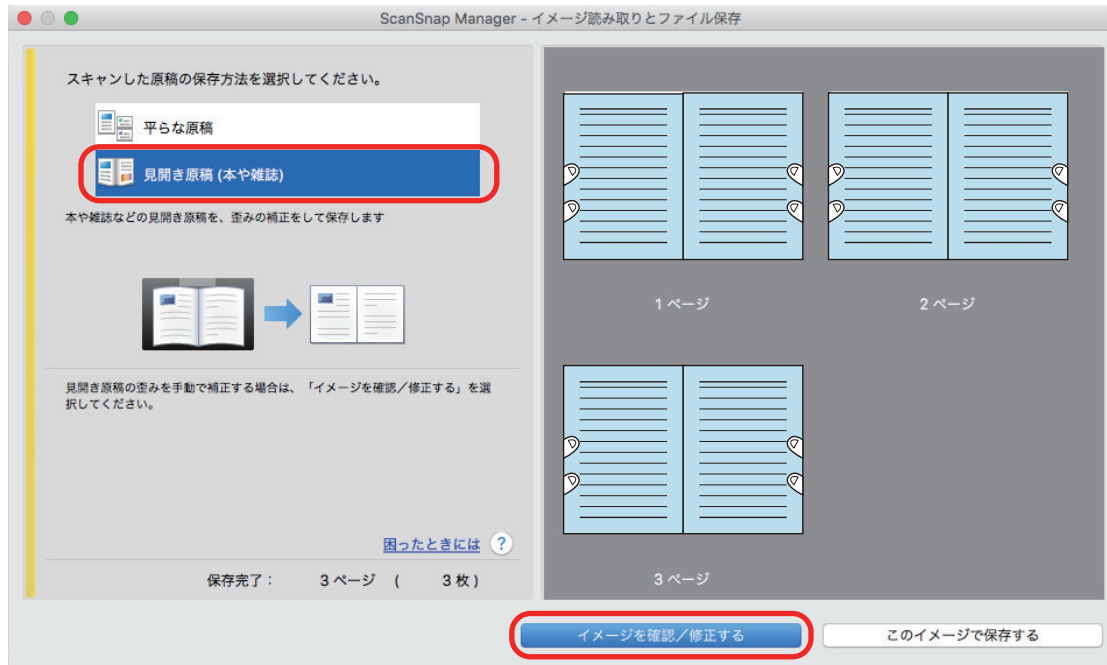 ScanSnap Manager - イメージ読み取りとファイル保存
スキャンした原稿の保存方法を選択してください。
平らな原稿
見開き原稿 (本や雑誌)
本や雑誌などの見開き原稿を、歪みの補正をして保存します
見開き原稿の歪みを手動で補正する場合は、「イメージを確認／修正する」を選
択してください。
困ったときには ?
保存完了： 3 ページ ( 3 枚 )
1 ページ
2 ページ
3 ページ
イメージを確認／修正する
このイメージで保存する